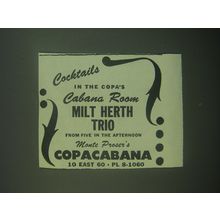 Cocktails
IN THE COPA'S
Cabana Room
MILT HERTH
TRIO
FROM FIVE IN THE AFTERNOON
Monte Proser's
COPACABANA
10 EAST 60 • PL 8-1060